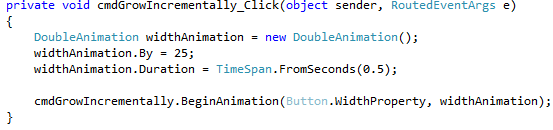 private void cmdGrowIncrementally_Click(object sender, RoutedEventArgs e)
{
    DoubleAnimation widthAnimation = new DoubleAnimation();
    widthAnimation.By = 25;
    widthAnimation.Duration = TimeSpan.FromSeconds(0.5);
    cmdGrowIncrementally.BeginAnimation(Button.WidthProperty, widthAnimation);
}